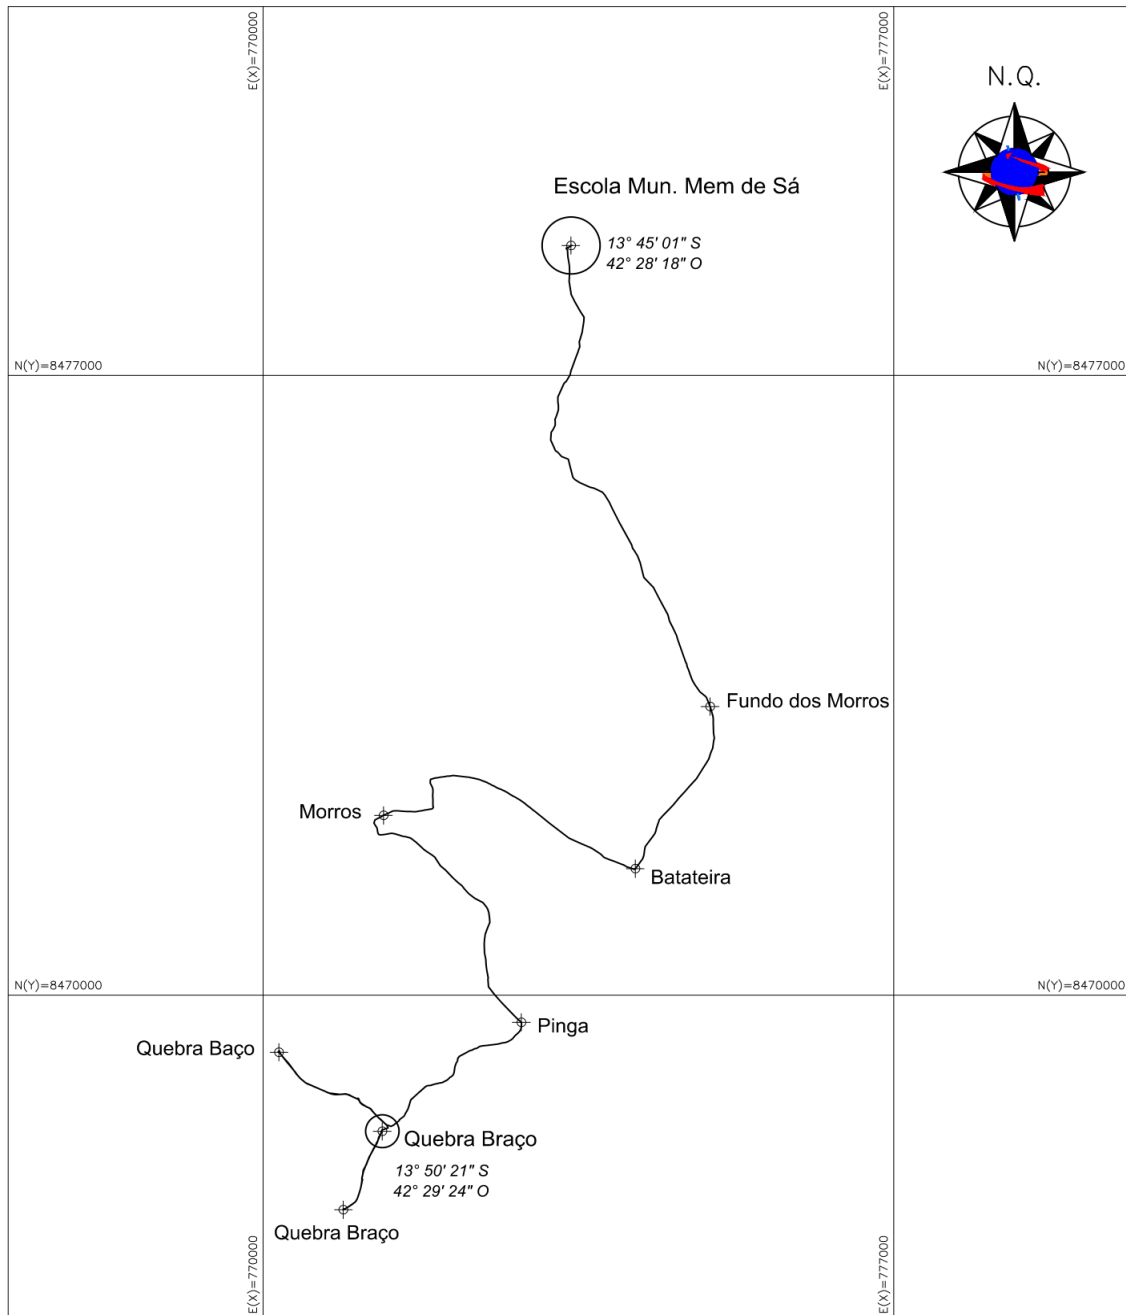 E(X)=770000
E(X)=777000
N.Q.
Escola Mun. Mem de Sá
13° 45' 01" S
42° 28' 18" O
N(Y)=8477000
N(Y)=8477000
Fundo dos Morros
Morros
Batateira
N(Y)=8470000
N(Y)=8470000
Pinga
Quebra Baço
Quebra Braço
13° 50' 21" S
42° 29' 24" O
Quebra Braço
E(X)=770000
E(X)=777000